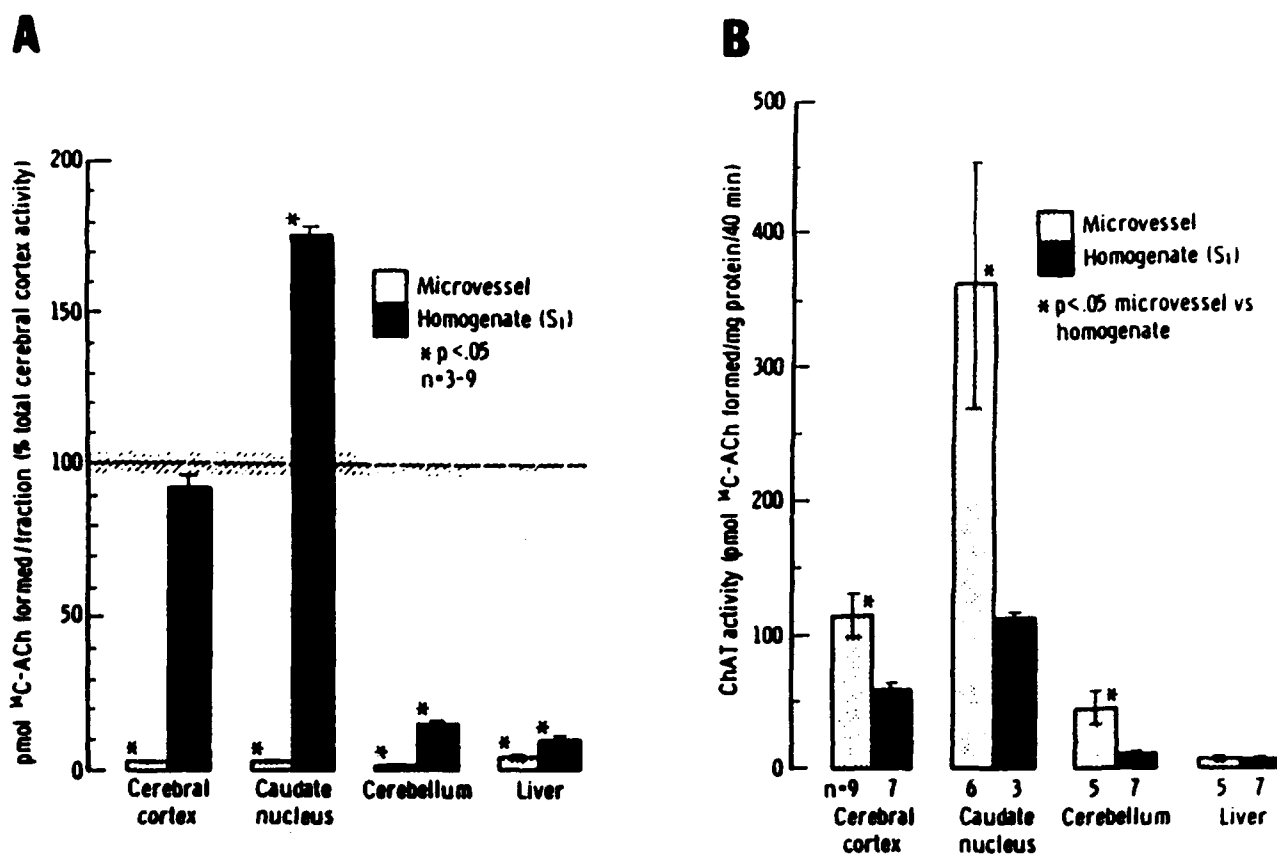 A
pmol ¹⁴C-ACh formed/fraction (% total cerebral cortex activity)
200
150
100
50
0
Microvessel
Homogenate (S₁)
* p <.05
n=3-9
*
*
*
*
*
*
*
Cerebral
cortex
Caudate
nucleus
Cerebellum
Liver
B
ChAT activity (pmol ¹⁴C-ACh formed/mg protein/40 min)
500
400
300
200
100
0
Microvessel
Homogenate (S₁)
* p<.05 microvessel vs
homogenate
*
*
*
n=9 7
6 3
5 7
5 7
Cerebral
cortex
Caudate
nucleus
Cerebellum
Liver